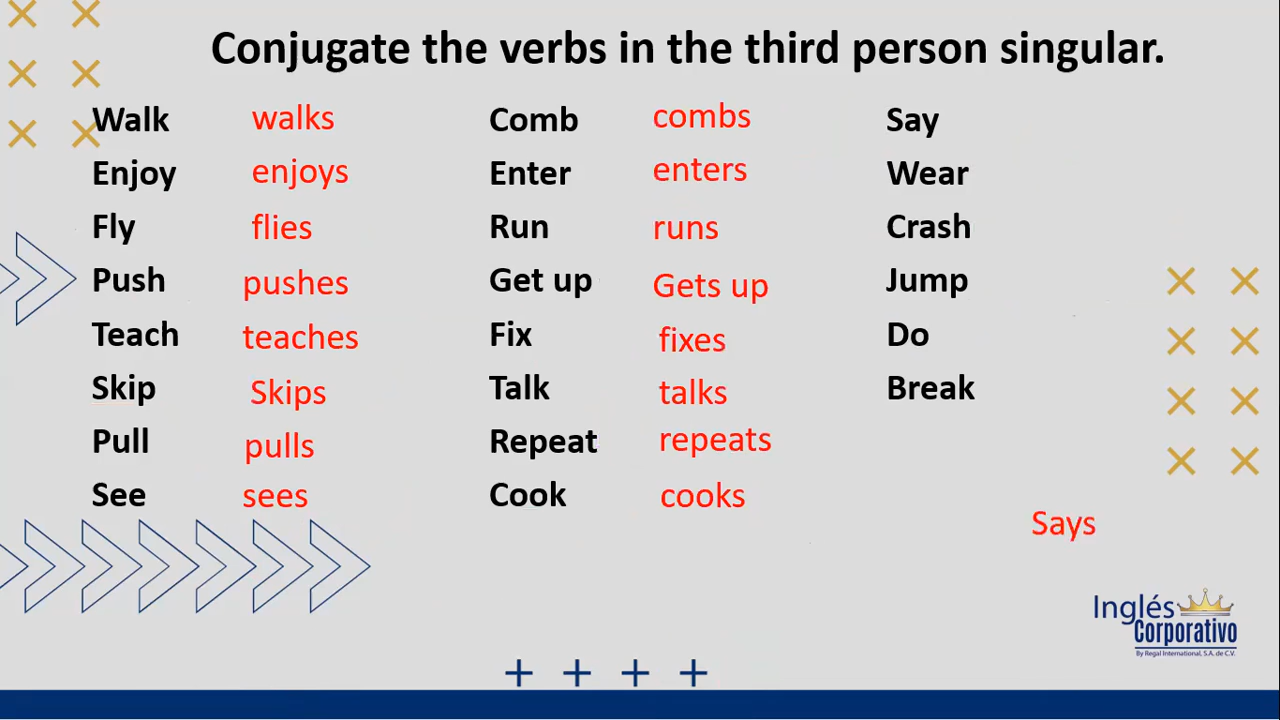 Conjugate the verbs in the third person singular.
Walk walks
Enjoy enjoys
Fly flies
Push pushes
Teach teaches
Skip Skips
Pull pulls
See sees
Comb combs
Enter enters
Run runs
Get up Gets up
Fix fixes
Talk talks
Repeat repeats
Cook cooks
Say
Wear
Crash
Jump
Do
Break
Says
Inglés
Corporativo
By Regal International, S.A. de C.V.